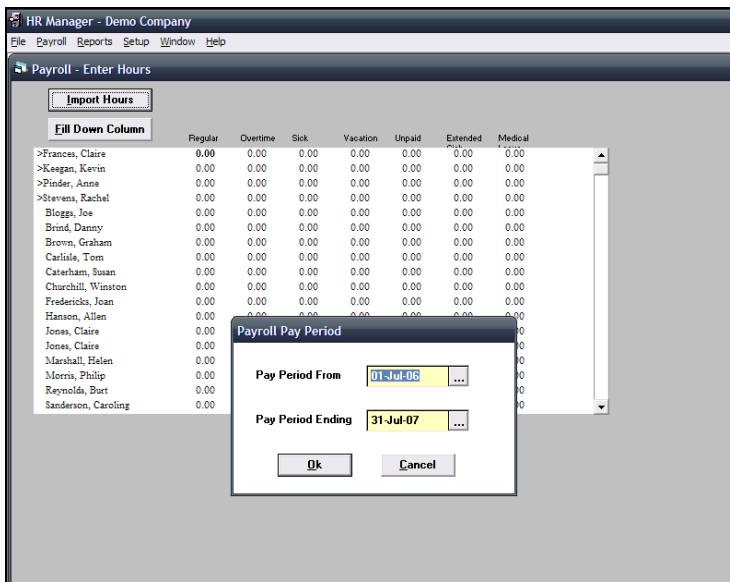 HR Manager - Demo Company
File Payroll Reports Setup Window Help
Payroll - Enter Hours
Import Hours
Fill Down Column
Regular Overtime Sick Vacation Unpaid Extended Medical
>Frances, Claire 0.00 0.00 0.00 0.00 0.00 0.00 0.00
>Keegan, Kevin 0.00 0.00 0.00 0.00 0.00 0.00 0.00
>Pinder, Anne 0.00 0.00 0.00 0.00 0.00 0.00 0.00
>Stevens, Rachel 0.00 0.00 0.00 0.00 0.00 0.00 0.00
Bloggs, Joe 0.00 0.00 0.00 0.00 0.00 0.00 0.00
Brind, Danny 0.00 0.00 0.00 0.00 0.00 0.00 0.00
Brown, Graham 0.00 0.00 0.00 0.00 0.00 0.00 0.00
Carlisle, Tom 0.00 0.00 0.00 0.00 0.00 0.00 0.00
Caterham, Susan 0.00 0.00 0.00 0.00 0.00 0.00 0.00
Churchill, Winston 0.00 0.00 0.00 0.00 0.00 0.00 0.00
Fredericks, Joan 0.00 0.00 0.00 0.00 0.00 0.00 0.00
Hanson, Allen 0.00
Jones, Claire 0.00
Jones, Claire 0.00
Marshall, Helen 0.00
Morris, Philip 0.00
Reynolds, Burt 0.00
Sanderson, Caroling 0.00
Payroll Pay Period
Pay Period From 01-Jul-06 ...
Pay Period Ending 31-Jul-07 ...
Ok Cancel